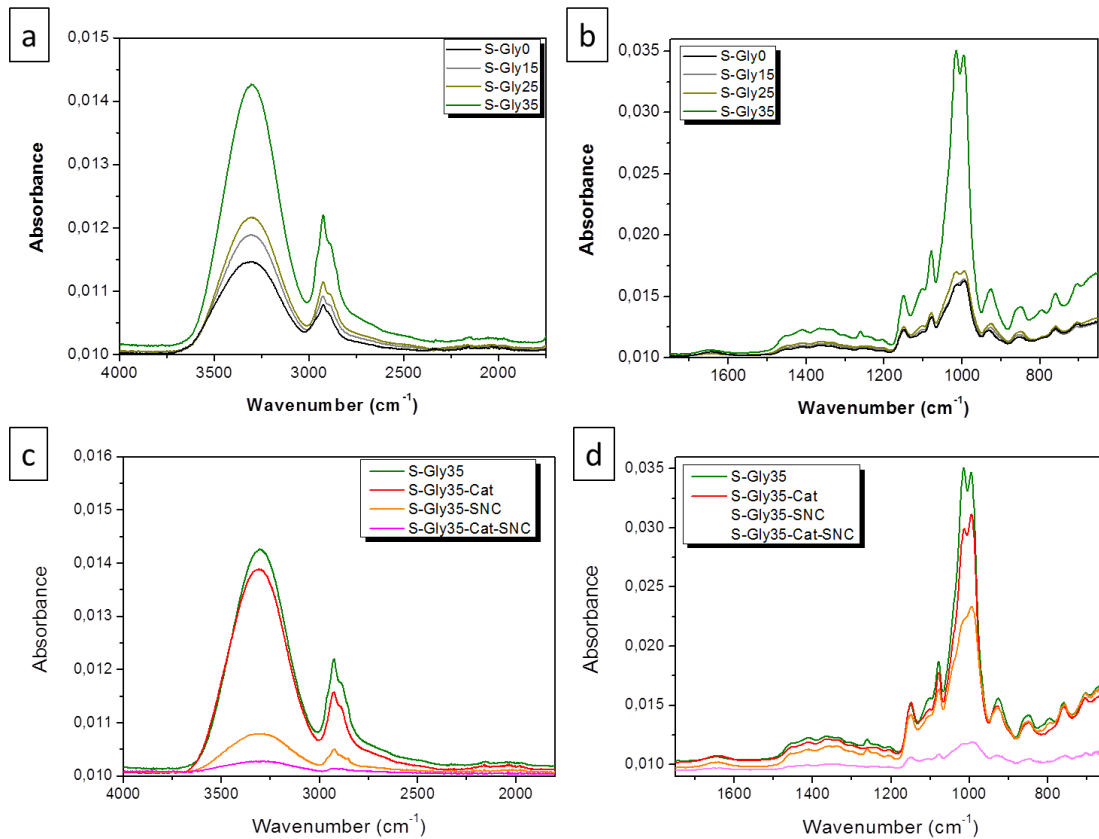 a
0,015
0,014
0,013
0,012
0,011
0,010
Absorbance
4000 3500 3000 2500 2000
Wavenumber (cm-1)
S-Gly0
S-Gly15
S-Gly25
S-Gly35
b
0,035
0,030
0,025
0,020
0,015
0,010
Absorbance
1600 1400 1200 1000 800
Wavenumber (cm-1)
S-Gly0
S-Gly15
S-Gly25
S-Gly35
c
0,016
0,015
0,014
0,013
0,012
0,011
0,010
Absorbance
4000 3500 3000 2500 2000
Wavenumber (cm-1)
S-Gly35
S-Gly35-Cat
S-Gly35-SNC
S-Gly35-Cat-SNC
d
0,035
0,030
0,025
0,020
0,015
0,010
Absorbance
1600 1400 1200 1000 800
Wavenumber (cm-1)
S-Gly35
S-Gly35-Cat
S-Gly35-SNC
S-Gly35-Cat-SNC